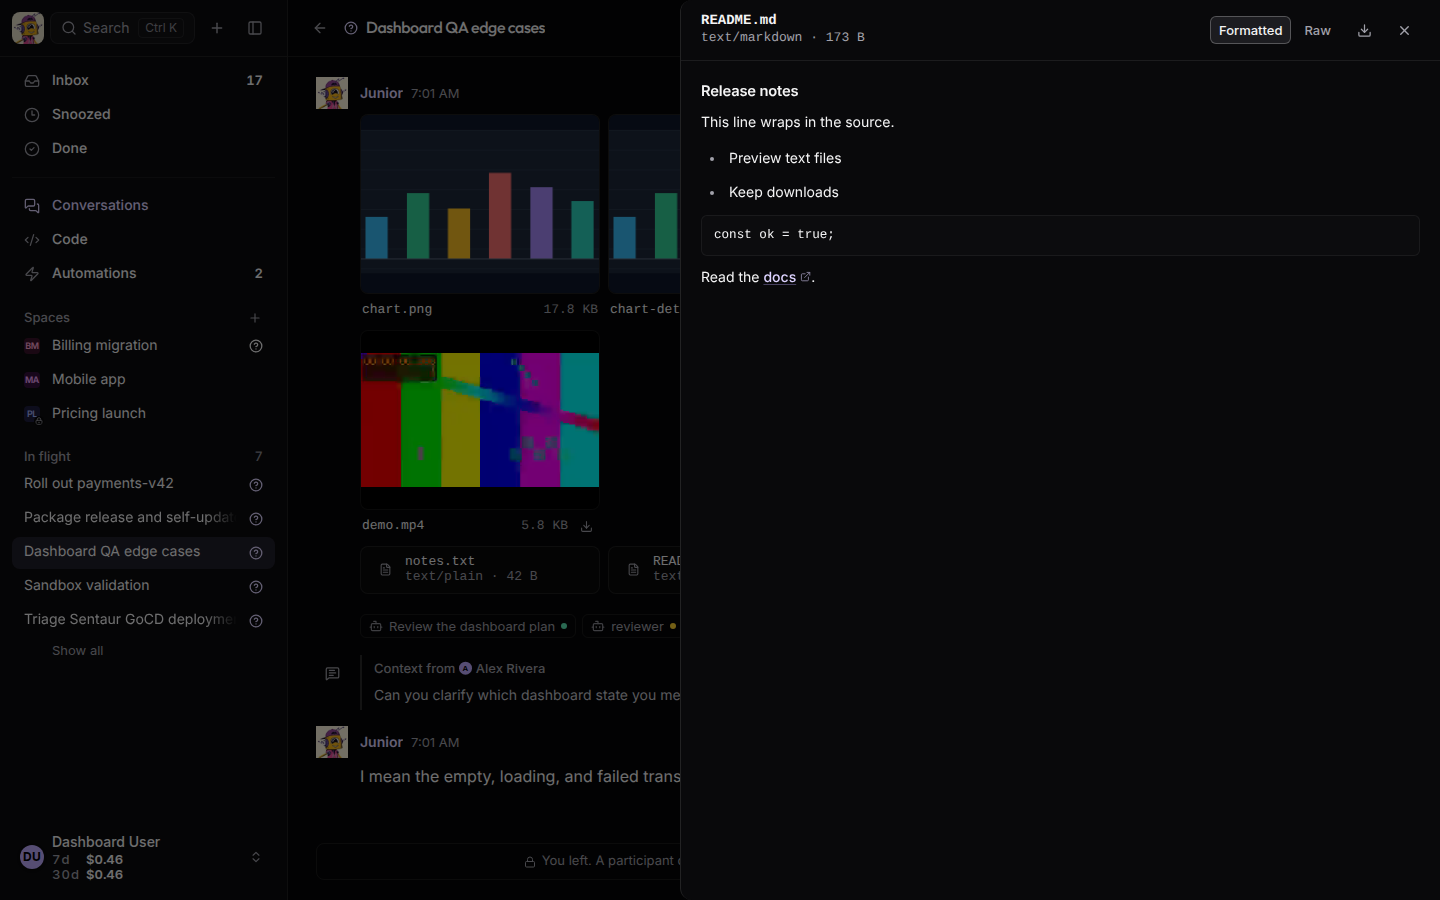 Search Ctrl K
Inbox 17
Snoozed
Done
Conversations
Code
Automations 2
Spaces
BM Billing migration
MA Mobile app
PL Pricing launch
In flight 7
Roll out payments-v42
Package release and self-updat
Dashboard QA edge cases
Sandbox validation
Triage Sentaur GoCD deployme
Show all
DU Dashboard User
7d $0.46
30d $0.46
Dashboard QA edge cases
Junior 7:01 AM
chart.png 17.8 KB
chart-det
demo.mp4 5.8 KB
notes.txt
text/plain · 42 B
READ
text
Review the dashboard plan
reviewer
Context from A Alex Rivera
Can you clarify which dashboard state you me
Junior 7:01 AM
I mean the empty, loading, and failed trans
You left. A participant
README.md
text/markdown · 173 B
Formatted Raw
Release notes
This line wraps in the source.
Preview text files
Keep downloads
const ok = true;
Read the docs.